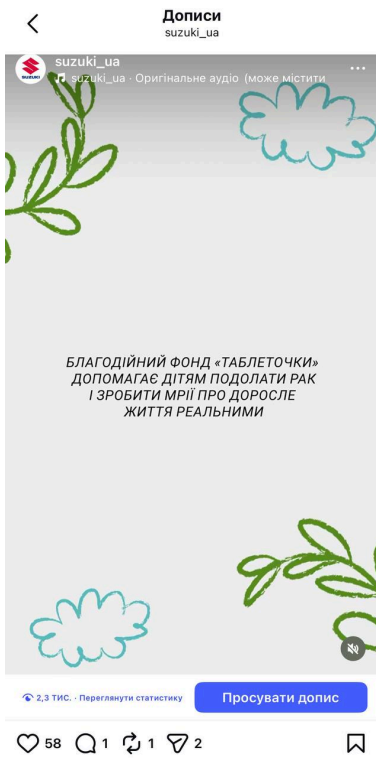 Дописи
suzuki_ua
suzuki_ua
suzuki_ua · Оригінальне аудіо (може містити
SUZUKI
БЛАГОДІЙНИЙ ФОНД «ТАБЛЕТОЧКИ»
ДОПОМАГАЄ ДІТЯМ ПОДОЛАТИ РАК
І ЗРОБИТИ МРІЇ ПРО ДОРОСЛЕ
ЖИТТЯ РЕАЛЬНИМИ
2,3 ТИС. · Переглянути статистику
Просувати допис
58 1 1 2